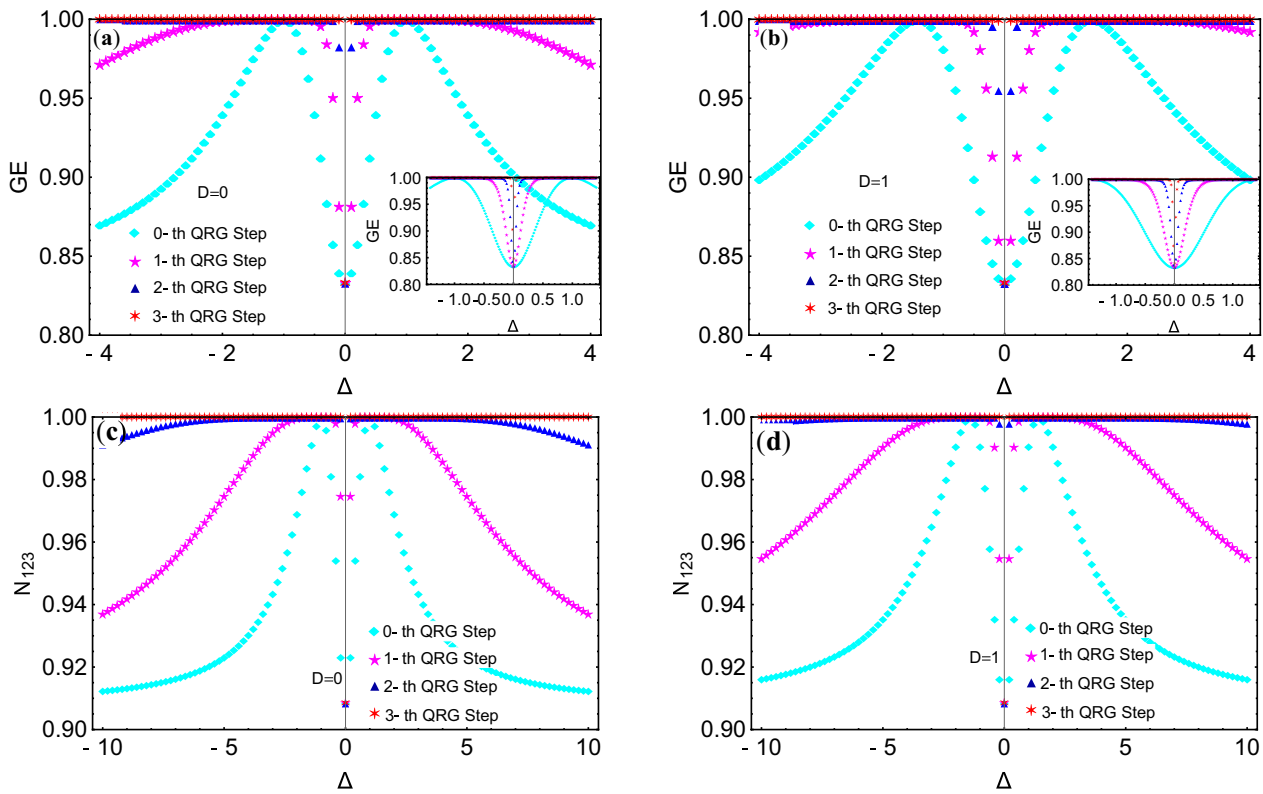 (a)
1.00
0.95
0.90
0.85
0.80
GE
D=0
0- th QRG Step
1- th QRG Step
2- th QRG Step
3- th QRG Step
1.00
0.95
0.90
0.85
0.80
GE
- 1.0
-0.50.0
0.5
1.0
Δ
- 4
- 2
0
2
4
Δ
(b)
1.00
0.95
0.90
0.85
0.80
GE
D=1
0- th QRG Step
1- th QRG Step
2- th QRG Step
3- th QRG Step
1.00
0.95
0.90
0.85
0.80
GE
- 1.0
-0.50.0
0.5
1.0
Δ
- 4
- 2
0
2
4
Δ
(c)
1.00
0.98
0.96
0.94
0.92
0.90
N123
D=0
0- th QRG Step
1- th QRG Step
2- th QRG Step
3- th QRG Step
- 10
- 5
0
5
10
Δ
(d)
1.00
0.98
0.96
0.94
0.92
0.90
N123
D=1
0- th QRG Step
1- th QRG Step
2- th QRG Step
3- th QRG Step
- 10
- 5
0
5
10
Δ